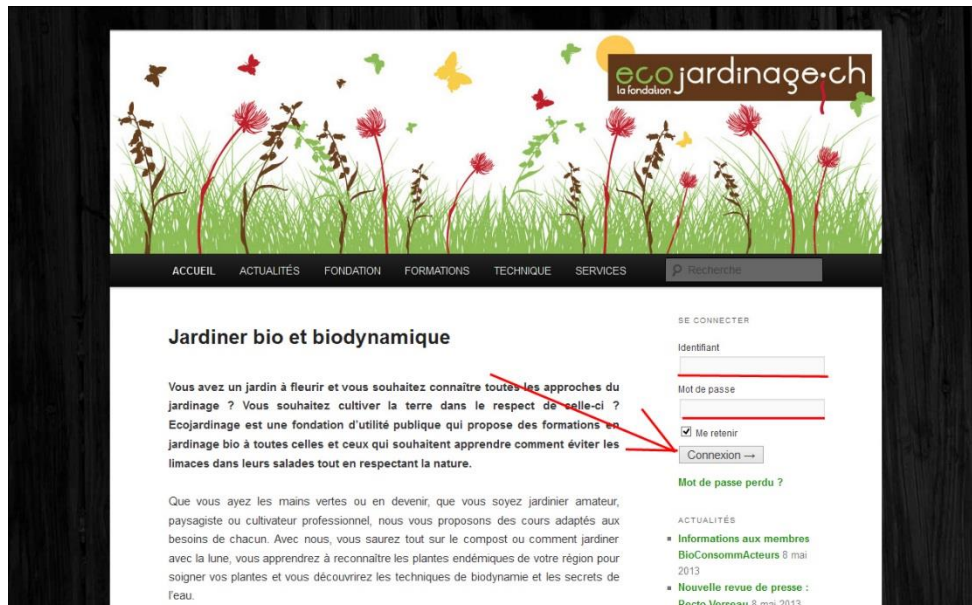 ecojardinage.ch
la fondation
ACCUEIL ACTUALITÉS FONDATION FORMATIONS TECHNIQUE SERVICES Recherche
Jardiner bio et biodynamique
Vous avez un jardin à fleurir et vous souhaitez connaître toutes les approches du
jardinage ? Vous souhaitez cultiver la terre dans le respect de celle-ci ?
Ecojardinage est une fondation d'utilité publique qui propose des formations en
jardinage bio à toutes celles et ceux qui souhaitent apprendre comment éviter les
limaces dans leurs salades tout en respectant la nature.
Que vous ayez les mains vertes ou en devenir, que vous soyez jardinier amateur,
paysagiste ou cultivateur professionnel, nous vous proposons des cours adaptés aux
besoins de chacun. Avec nous, vous saurez tout sur le compost ou comment jardiner
avec la lune, vous apprendrez à reconnaître les plantes endémiques de votre région pour
soigner vos plantes et vous découvrirez les techniques de biodynamie et les secrets de
l'eau.
SE CONNECTER
Identifiant
Mot de passe
Me retenir
Connexion →
Mot de passe perdu ?
ACTUALITÉS
Informations aux membres
BioConsommActeurs 8 mai
2013
Nouvelle revue de presse :
Recto Verseau 8 mai 2013